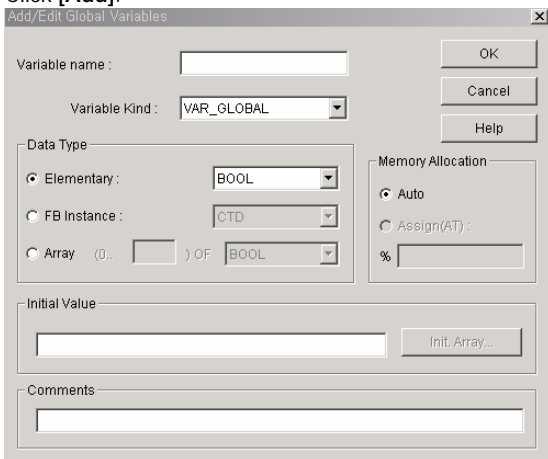 Click [Add].
Add/Edit Global Variables
Variable name :
OK
Cancel
Variable Kind : VAR_GLOBAL
Help
Data Type
Memory Allocation
Elementary : BOOL
Auto
FB Instance : CTD
Assign(AT) :
Array (0.. ) OF BOOL
%
Initial Value
Init. Array...
Comments